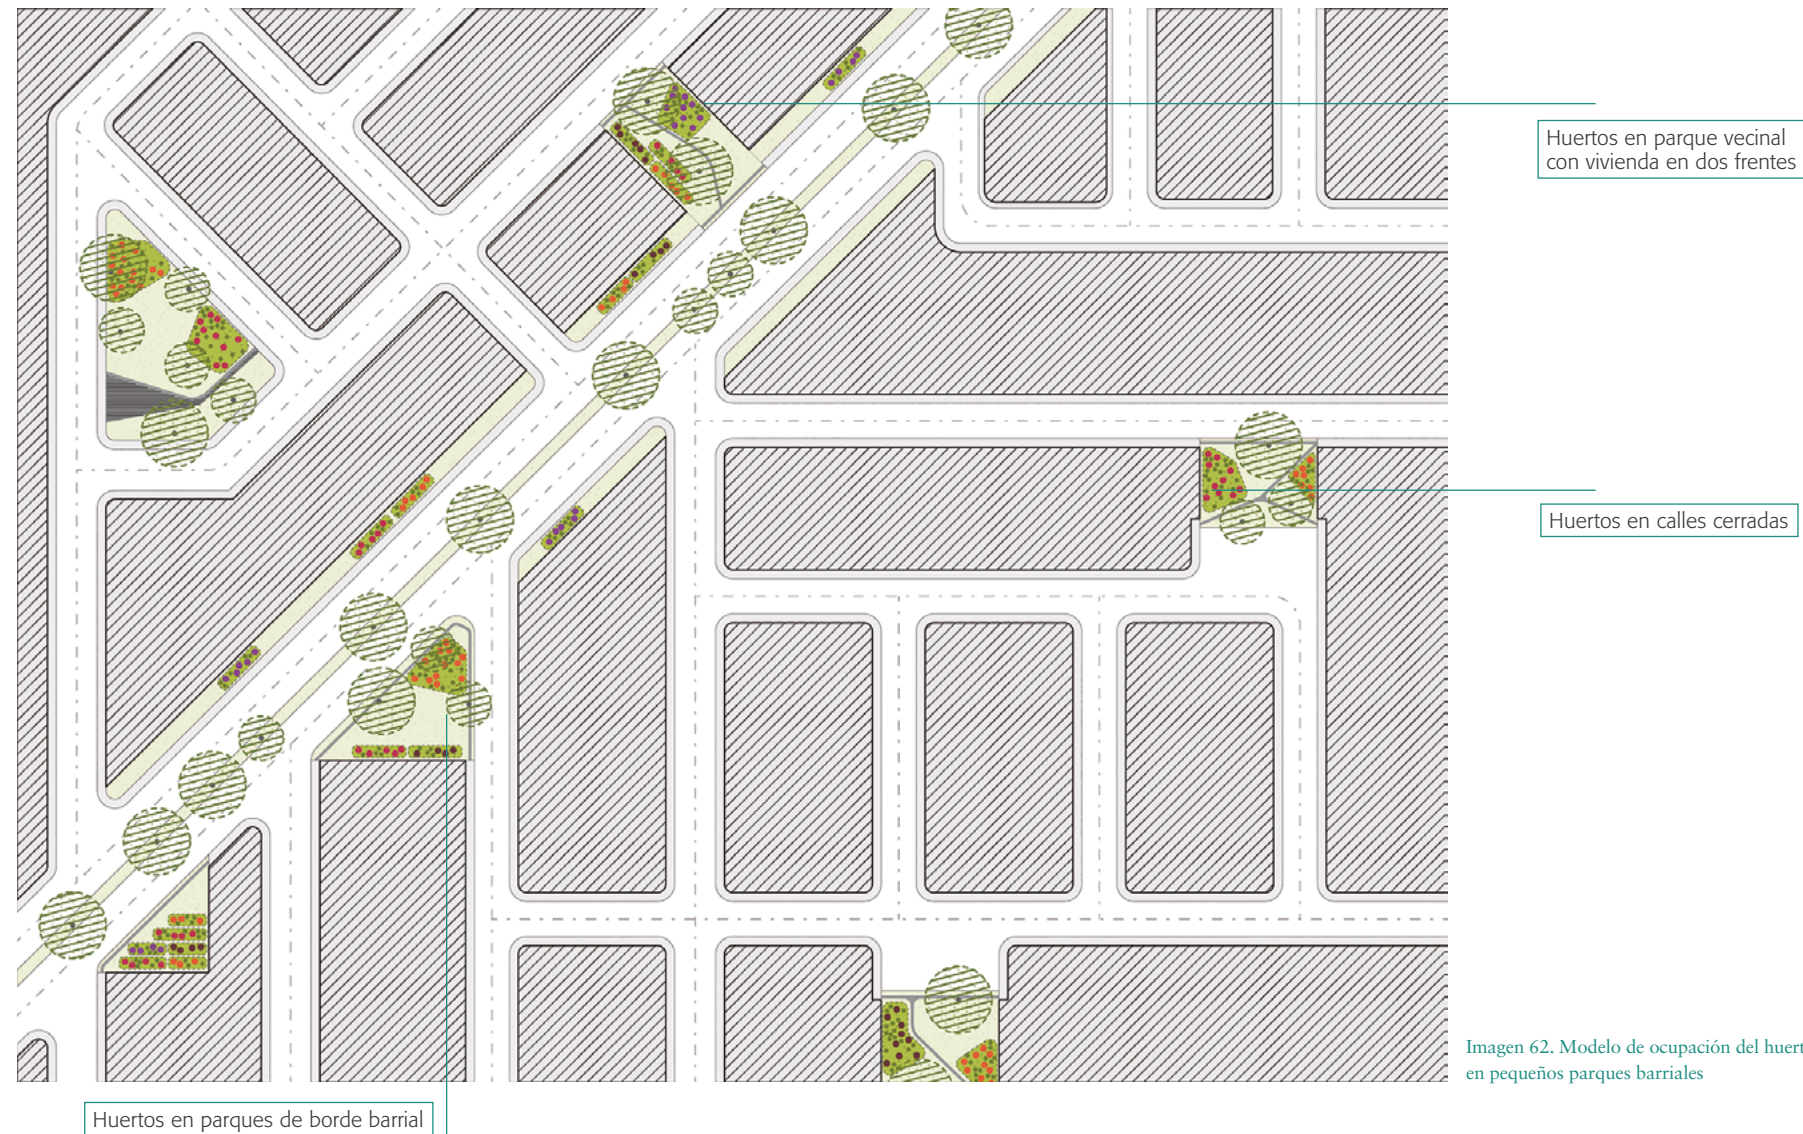 Huertos en parque vecinal
con vivienda en dos frentes
Huertos en calles cerradas
Imagen 62. Modelo de ocupación del huert
en pequeños parques barriales
Huertos en parques de borde barrial